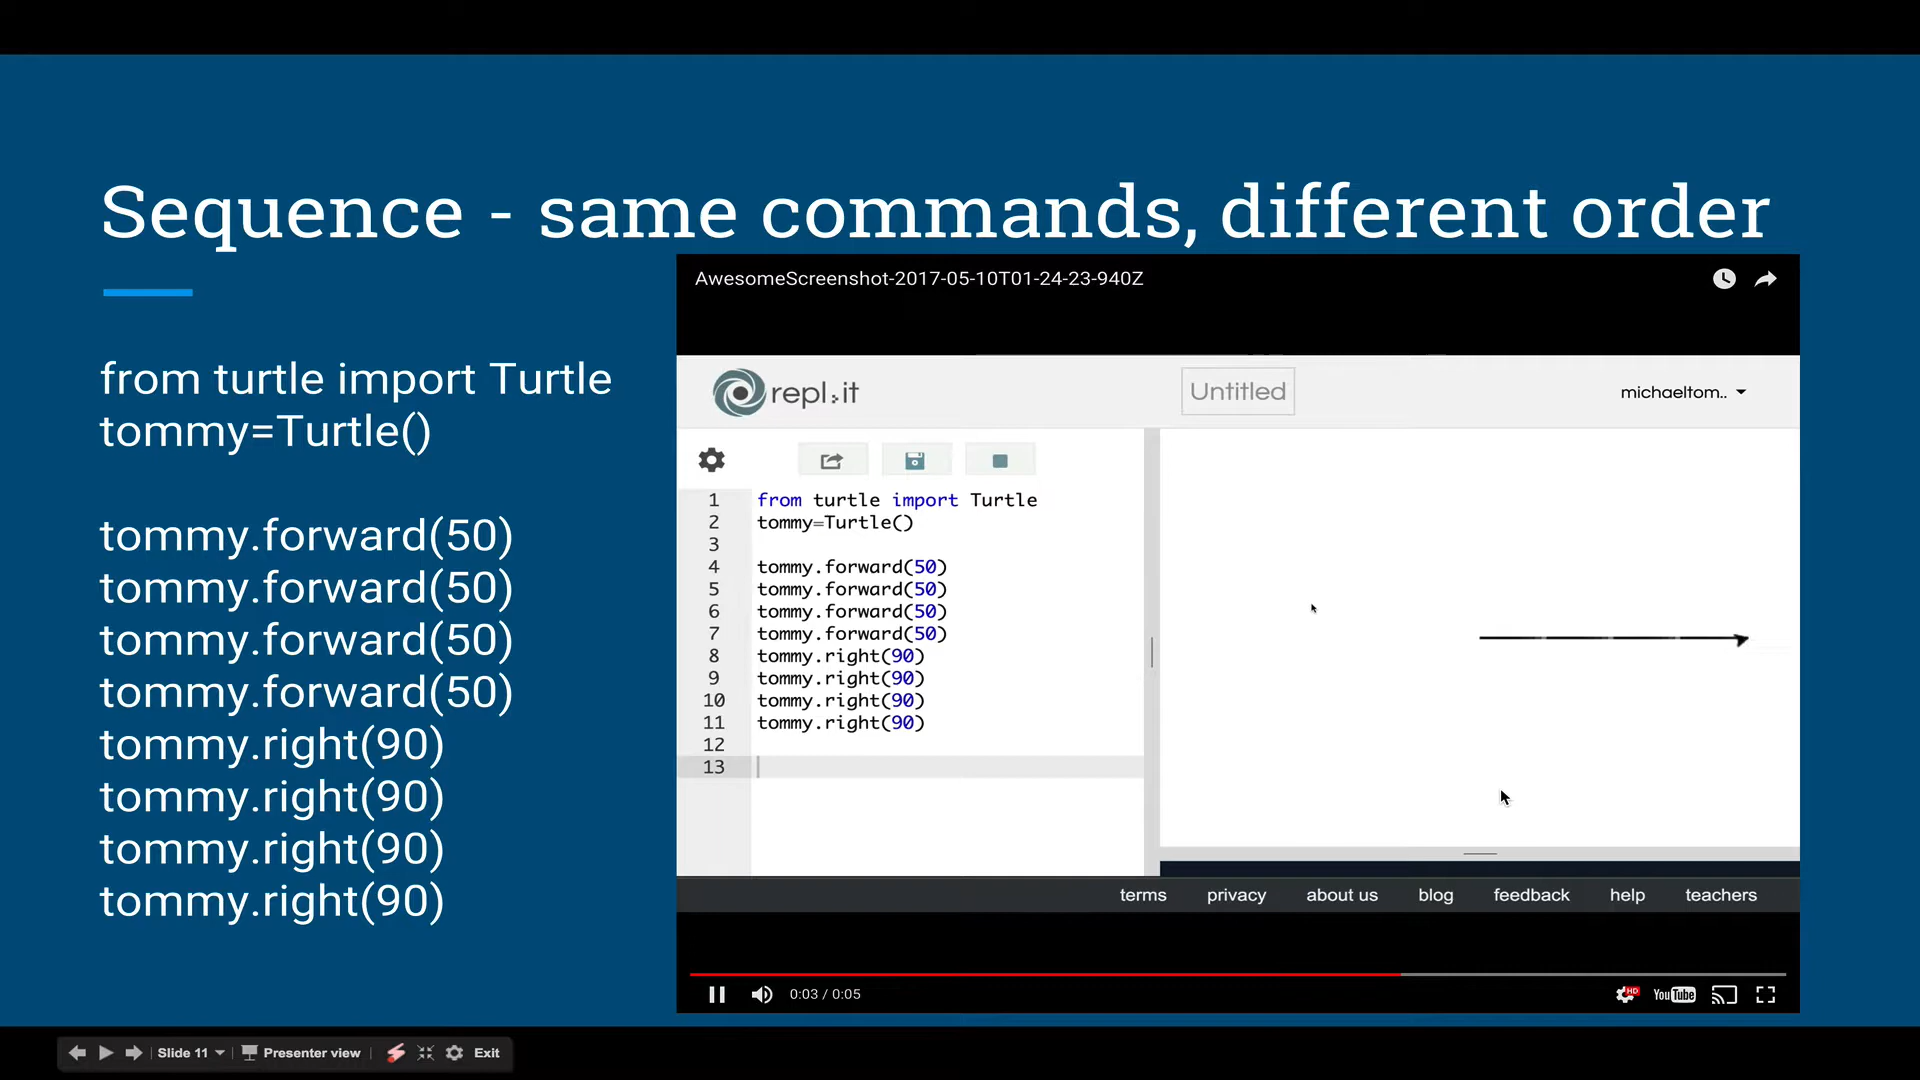 Sequence - same commands, different order
from turtle import Turtle
tommy=Turtle()
tommy.forward(50)
tommy.forward(50)
tommy.forward(50)
tommy.forward(50)
tommy.right(90)
tommy.right(90)
tommy.right(90)
tommy.right(90)
AwesomeScreenshot-2017-05-10T01-24-23-940Z
repl.it
Untitled
michaeltom..
1 from turtle import Turtle
2 tommy=Turtle()
3
4 tommy.forward(50)
5 tommy.forward(50)
6 tommy.forward(50)
7 tommy.forward(50)
8 tommy.right(90)
9 tommy.right(90)
10 tommy.right(90)
11 tommy.right(90)
12
13
terms privacy about us blog feedback help teachers
0:03 / 0:05
HD
YouTube
Slide 11 Presenter view Exit